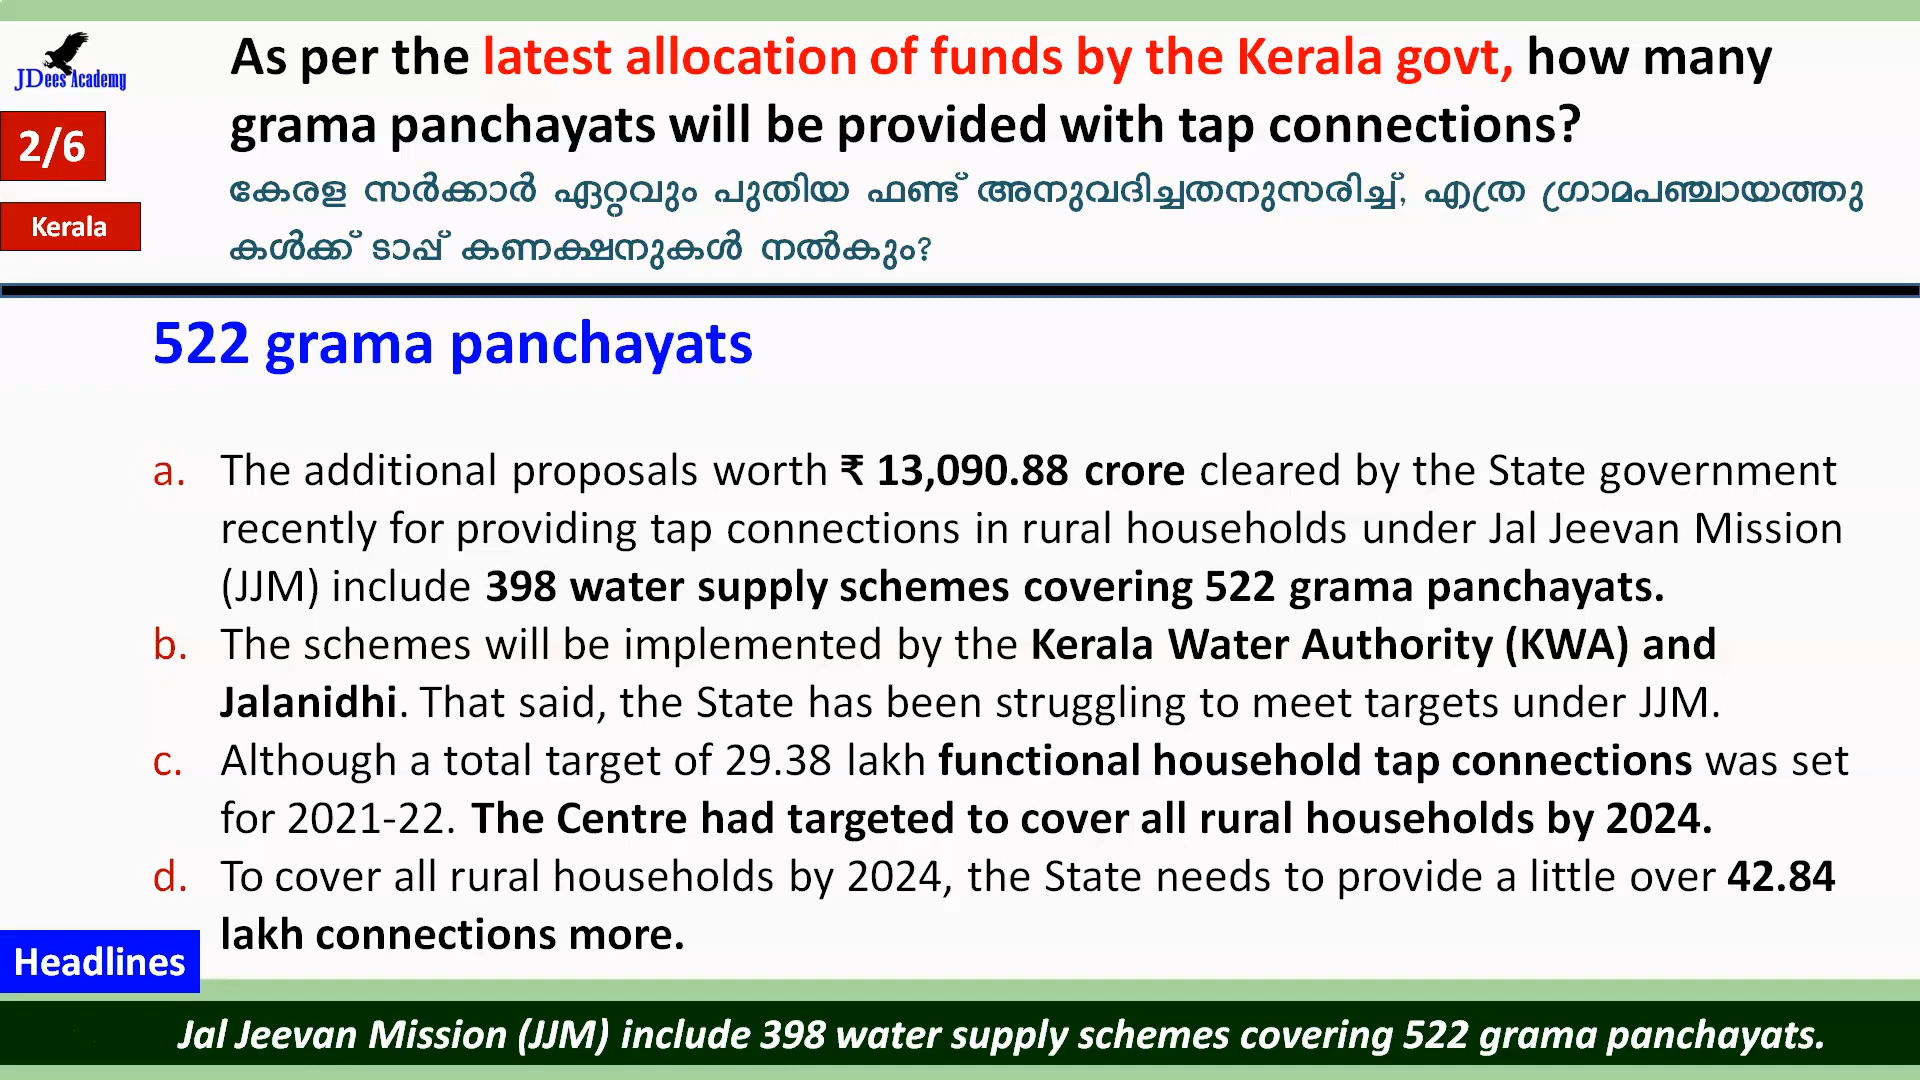 JDees Academy
2/6
Kerala
As per the latest allocation of funds by the Kerala govt, how many
grama panchayats will be provided with tap connections?
കേരള സർക്കാർ ഏറ്റവും പുതിയ ഫണ്ട് അനുവദിച്ചതനുസരിച്ച്, എത്ര ഗ്രാമപഞ്ചായത്തു
കൾക്ക് ടാപ്പ് കണക്ഷനുകൾ നൽകും?
522 grama panchayats
a. The additional proposals worth ₹ 13,090.88 crore cleared by the State government
recently for providing tap connections in rural households under Jal Jeevan Mission
(JJM) include 398 water supply schemes covering 522 grama panchayats.
b. The schemes will be implemented by the Kerala Water Authority (KWA) and
Jalanidhi. That said, the State has been struggling to meet targets under JJM.
c. Although a total target of 29.38 lakh functional household tap connections was set
for 2021-22. The Centre had targeted to cover all rural households by 2024.
d. To cover all rural households by 2024, the State needs to provide a little over 42.84
lakh connections more.
Headlines
Jal Jeevan Mission (JJM) include 398 water supply schemes covering 522 grama panchayats.